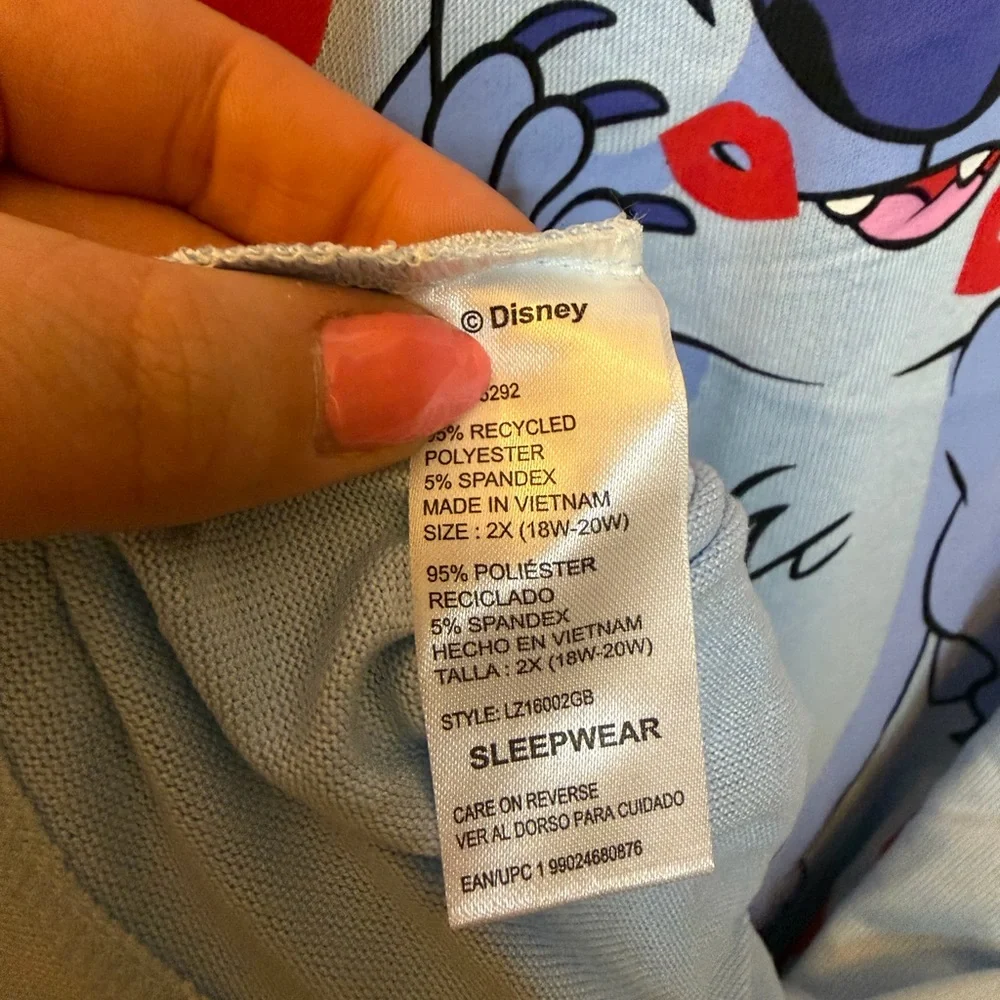 © Disney
5292
95% RECYCLED
POLYESTER
5% SPANDEX
MADE IN VIETNAM
SIZE : 2X (18W-20W)
95% POLIÉSTER
RECICLADO
5% SPANDEX
HECHO EN VIETNAM
TALLA : 2X (18W-20W)
STYLE: LZ16002GB
SLEEPWEAR
CARE ON REVERSE
VER AL DORSO PARA CUIDADO
EAN/UPC 1 99024680876